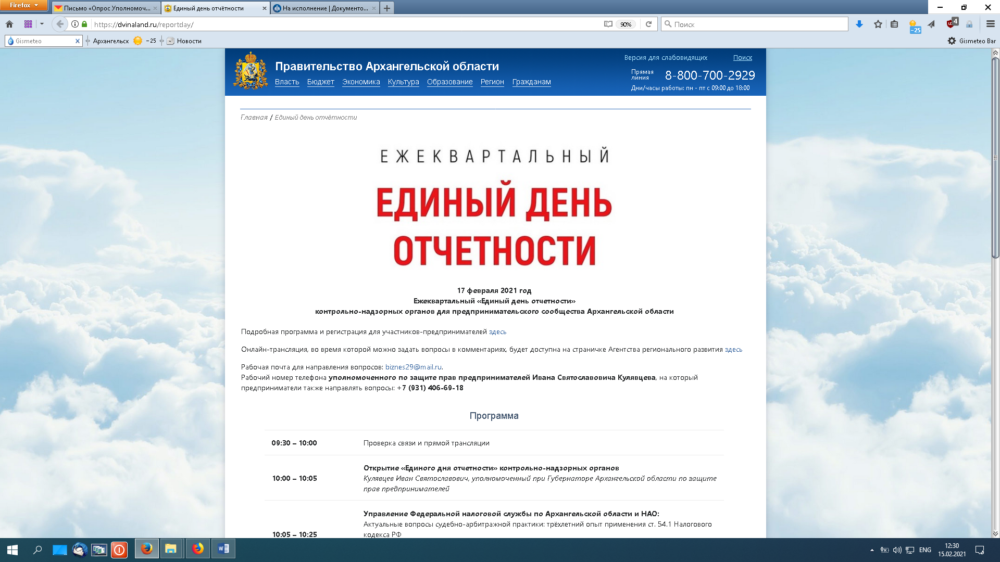 Firefox
Письмо «Опрос Уполномоч...
Единый день отчётности
На исполнение | Документо...
https://dvinaland.ru/reportday/
90%
Поиск
-25
4
Gismeteo
Архангельск
-25
Новости
Gismeteo Bar
Правительство Архангельской области
Власть Бюджет Экономика Культура Образование Регион Гражданам
Версия для слабовидящих
Поиск
Прямая
линия
8-800-700-2929
Дни/часы работы: пн - пт с 09:00 до 18:00
Главная / Единый день отчётности
ЕЖЕКВАРТАЛЬНЫЙ
ЕДИНЫЙ ДЕНЬ
ОТЧЕТНОСТИ
17 февраля 2021 год
Ежеквартальный «Единый день отчетности»
контрольно-надзорных органов для предпринимательского сообщества Архангельской области
Подробная программа и регистрация для участников-предпринимателей здесь
Онлайн-трансляция, во время которой можно задать вопросы в комментариях, будет доступна на страничке Агентства регионального развития здесь
Рабочая почта для направления вопросов: biznes29@mail.ru.
Рабочий номер телефона уполномоченного по защите прав предпринимателей Ивана Святославовича Кулявцева, на который
предприниматели также направлять вопросы: +7 (931) 406-69-18
Программа
09:30 – 10:00
Проверка связи и прямой трансляции
10:00 – 10:05
Открытие «Единого дня отчетности» контрольно-надзорных органов
Кулявцев Иван Святославович, уполномоченный при Губернаторе Архангельской области по защите
прав предпринимателей
10:05 – 10:25
Управление Федеральной налоговой службы по Архангельской области и НАО:
Актуальные вопросы судебно-арбитражной практики: трёхлетний опыт применения ст. 54.1 Налогового
кодекса РФ
ENG
12:30
15.02.2021